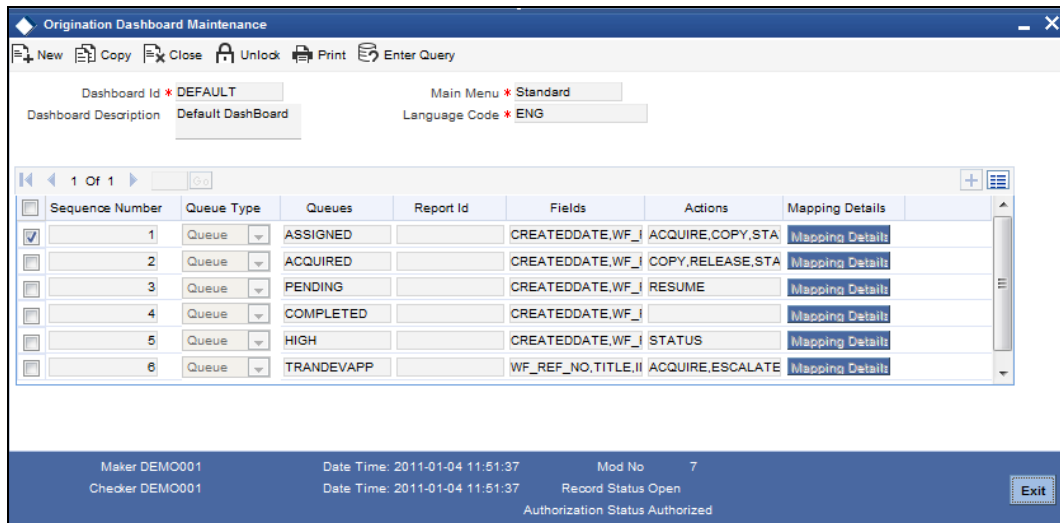 Origination Dashboard Maintenance
New Copy Close Unlock Print Enter Query
Dashboard Id * DEFAULT Main Menu * Standard
Dashboard Description Default DashBoard Language Code * ENG
1 Of 1 Go
Sequence Number Queue Type Queues Report Id Fields Actions Mapping Details
1 Queue ASSIGNED CREATEDDATE,WF_ ACQUIRE,COPY,STA Mapping Details
2 Queue ACQUIRED CREATEDDATE,WF_ COPY,RELEASE,STA Mapping Details
3 Queue PENDING CREATEDDATE,WF_ RESUME Mapping Details
4 Queue COMPLETED CREATEDDATE,WF_ Mapping Details
5 Queue HIGH CREATEDDATE,WF_ STATUS Mapping Details
6 Queue TRANDEVAPP WF_REF_NO,TITLE, ACQUIRE,ESCALATE Mapping Details
Maker DEMO001 Date Time: 2011-01-04 11:51:37 Mod No 7
Checker DEMO001 Date Time: 2011-01-04 11:51:37 Record Status Open
Authorization Status Authorized
Exit